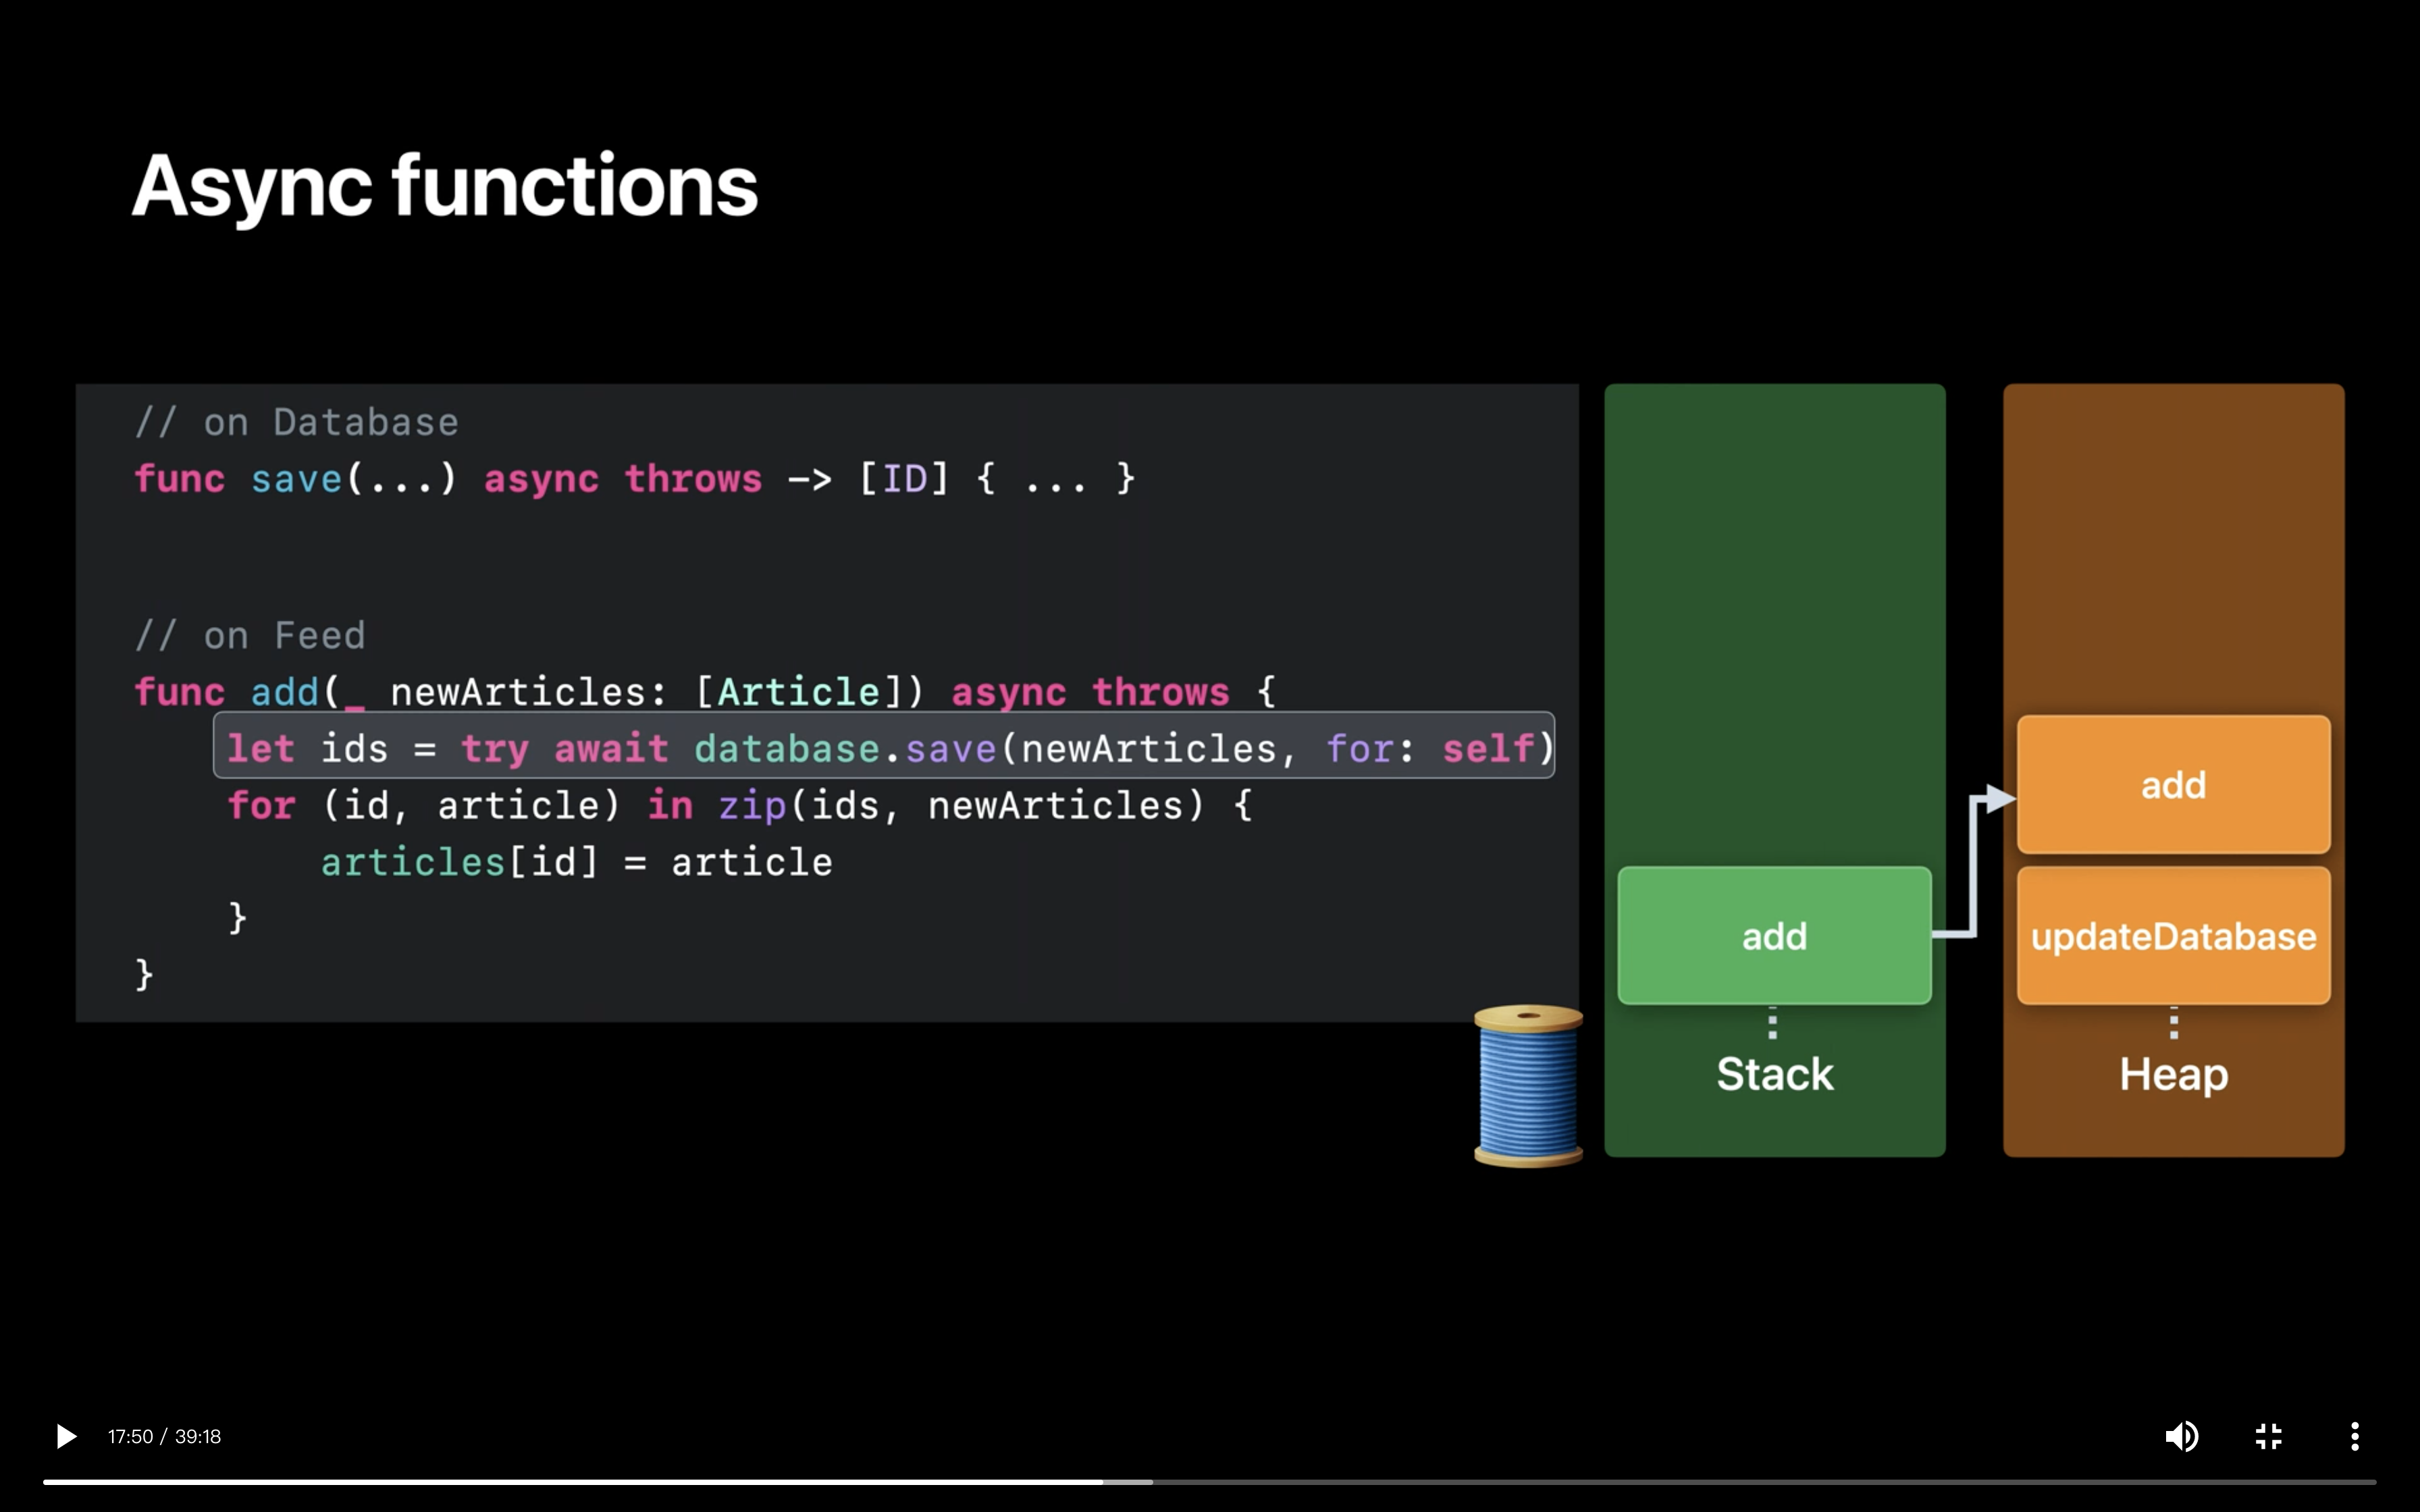 Async functions
// on Database
func save(...) async throws -> [ID] { ... }
// on Feed
func add(_ newArticles: [Article]) async throws {
let ids = try await database.save(newArticles, for: self)
for (id, article) in zip(ids, newArticles) {
articles[id] = article
}
}
add
Stack
add
updateDatabase
Heap
17:50 / 39:18